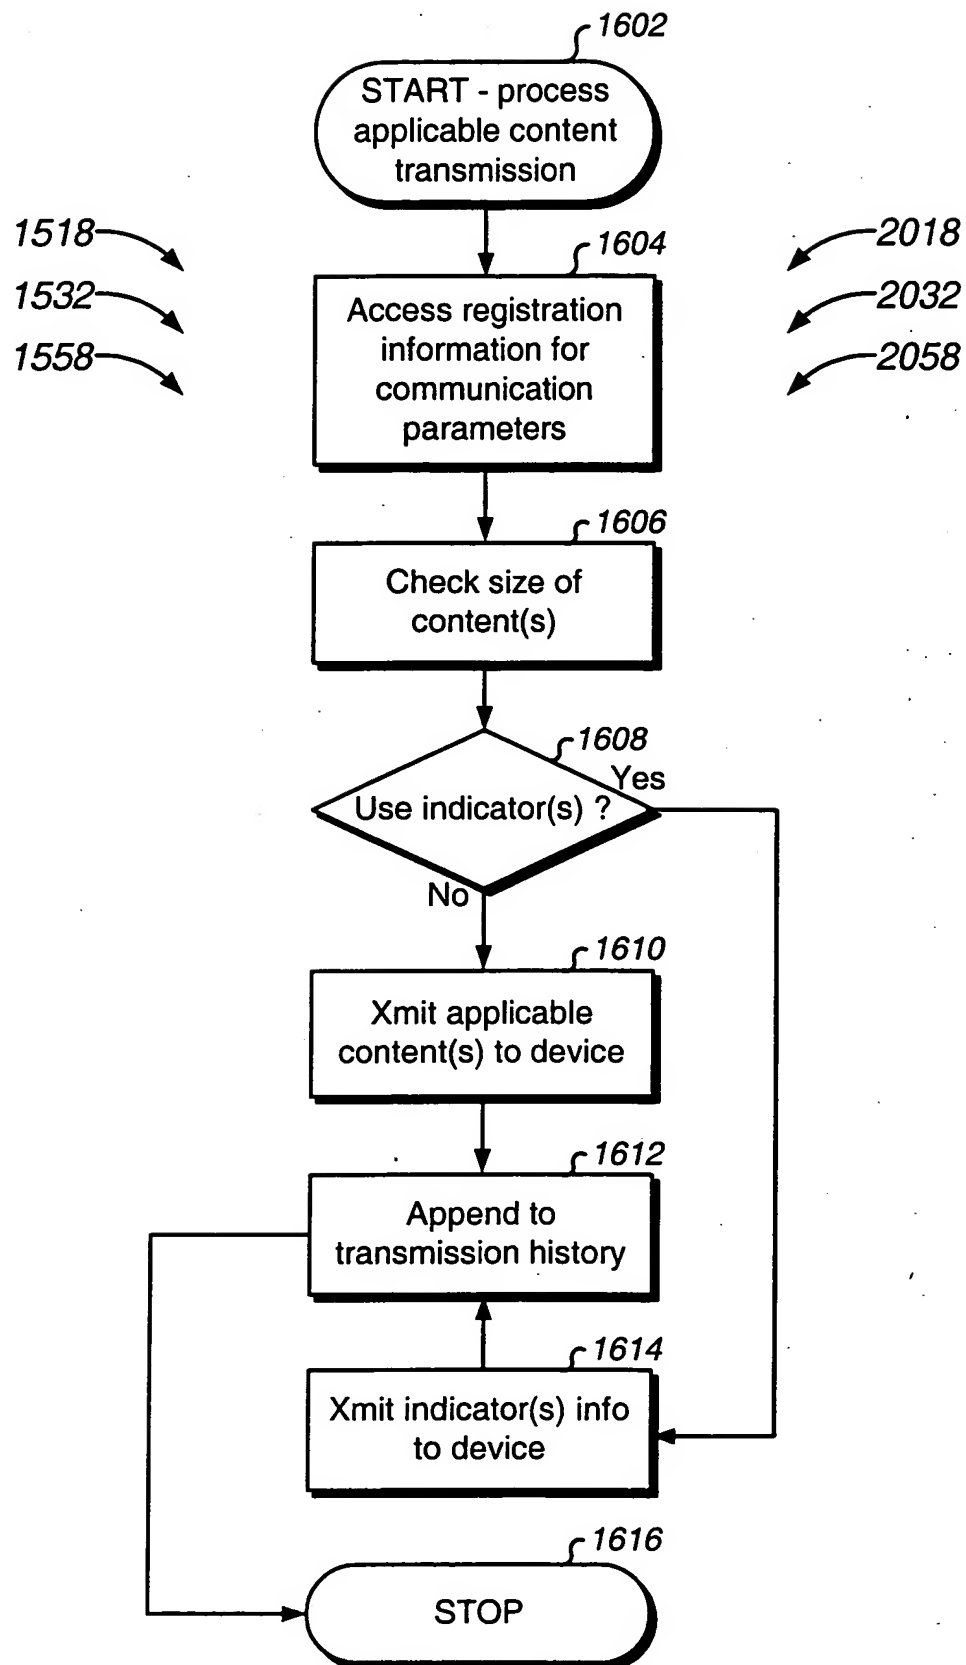 1602
START - process
applicable content
transmission
1518
1532
1558
2018
2032
2058
1604
Access registration
information for
communication
parameters
1606
Check size of
content(s)
1608
Use indicator(s) ?
Yes
No
1610
Xmit applicable
content(s) to device
1612
Append to
transmission history
1614
Xmit indicator(s) info
to device
1616
STOP